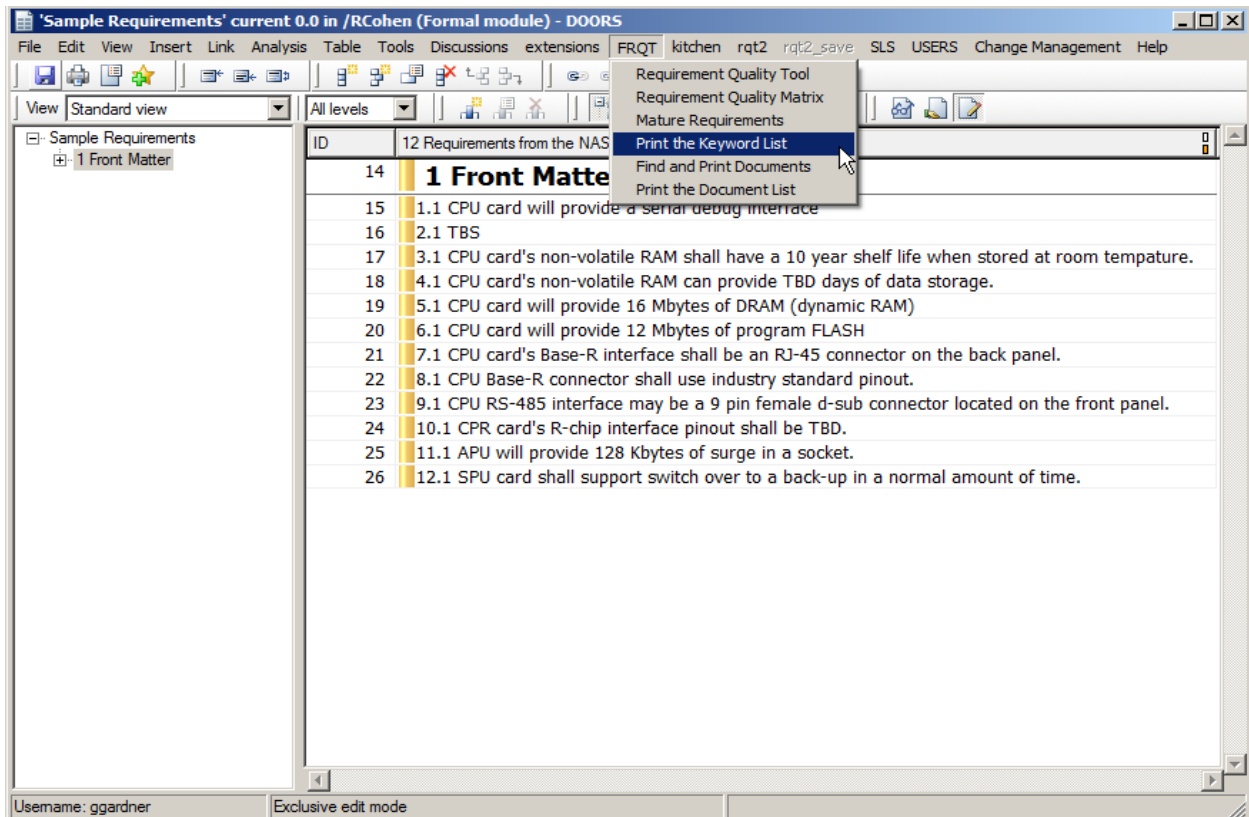 'Sample Requirements' current 0.0 in /RCohen (Formal module) - DOORS
File Edit View Insert Link Analysis Table Tools Discussions extensions FRQT kitchen rqt2 rqt2_save SLS USERS Change Management Help
Requirement Quality Tool
Requirement Quality Matrix
Mature Requirements
Print the Keyword List
Find and Print Documents
Print the Document List
View Standard view All levels
Sample Requirements
1 Front Matter
ID 12 Requirements from the NAS
14 1 Front Matte
15 1.1 CPU card will provide a serial debug interface
16 2.1 TBS
17 3.1 CPU card's non-volatile RAM shall have a 10 year shelf life when stored at room tempature.
18 4.1 CPU card's non-volatile RAM can provide TBD days of data storage.
19 5.1 CPU card will provide 16 Mbytes of DRAM (dynamic RAM)
20 6.1 CPU card will provide 12 Mbytes of program FLASH
21 7.1 CPU card's Base-R interface shall be an RJ-45 connector on the back panel.
22 8.1 CPU Base-R connector shall use industry standard pinout.
23 9.1 CPU RS-485 interface may be a 9 pin female d-sub connector located on the front panel.
24 10.1 CPR card's R-chip interface pinout shall be TBD.
25 11.1 APU will provide 128 Kbytes of surge in a socket.
26 12.1 SPU card shall support switch over to a back-up in a normal amount of time.
Username: ggardner Exclusive edit mode